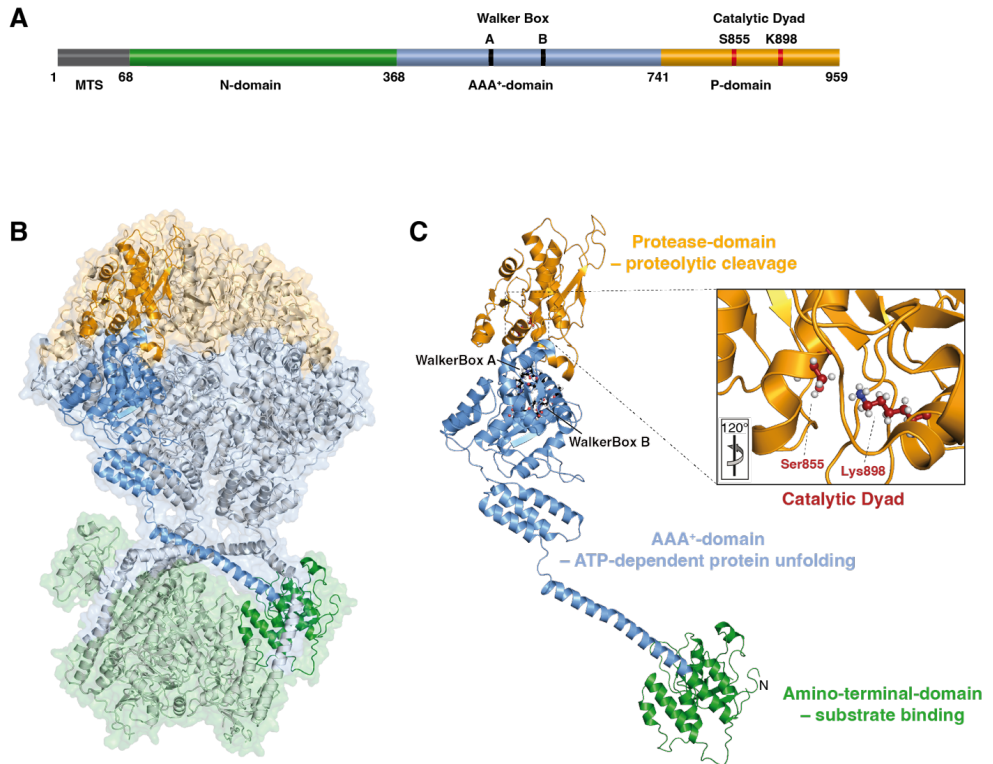 A
Walker Box
Catalytic Dyad
A
B
S855
K898
1
68
368
741
959
MTS
N-domain
AAA⁺-domain
P-domain
B
C
Protease-domain
– proteolytic cleavage
WalkerBox A
WalkerBox B
120°
Ser855
Lys898
Catalytic Dyad
AAA⁺-domain
– ATP-dependent protein unfolding
N
Amino-terminal-domain
– substrate binding